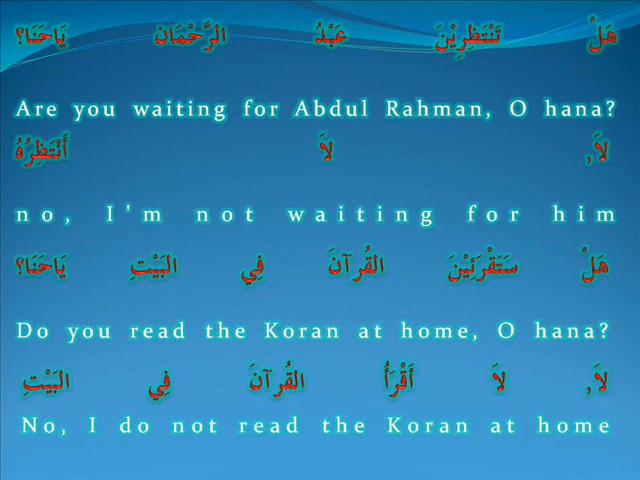 هَلْ تَنْتَظِرِيْنَ عَبْدُ الرَّحْمَانَ يَاحَنَا؟
Are you waiting for Abdul Rahman, O hana?
لاَ, لاَ أَنْتَظِرُهُ
no, I'm not waiting for him
هَلْ سَتَقْرَئِيْنَ القُرآنَ فِي البَيْتِ يَاحَنَا؟
Do you read the Koran at home, O hana?
لاَ, لاَ أَقْرَأُ القُرآنَ فِي البَيْتِ
No, I do not read the Koran at home